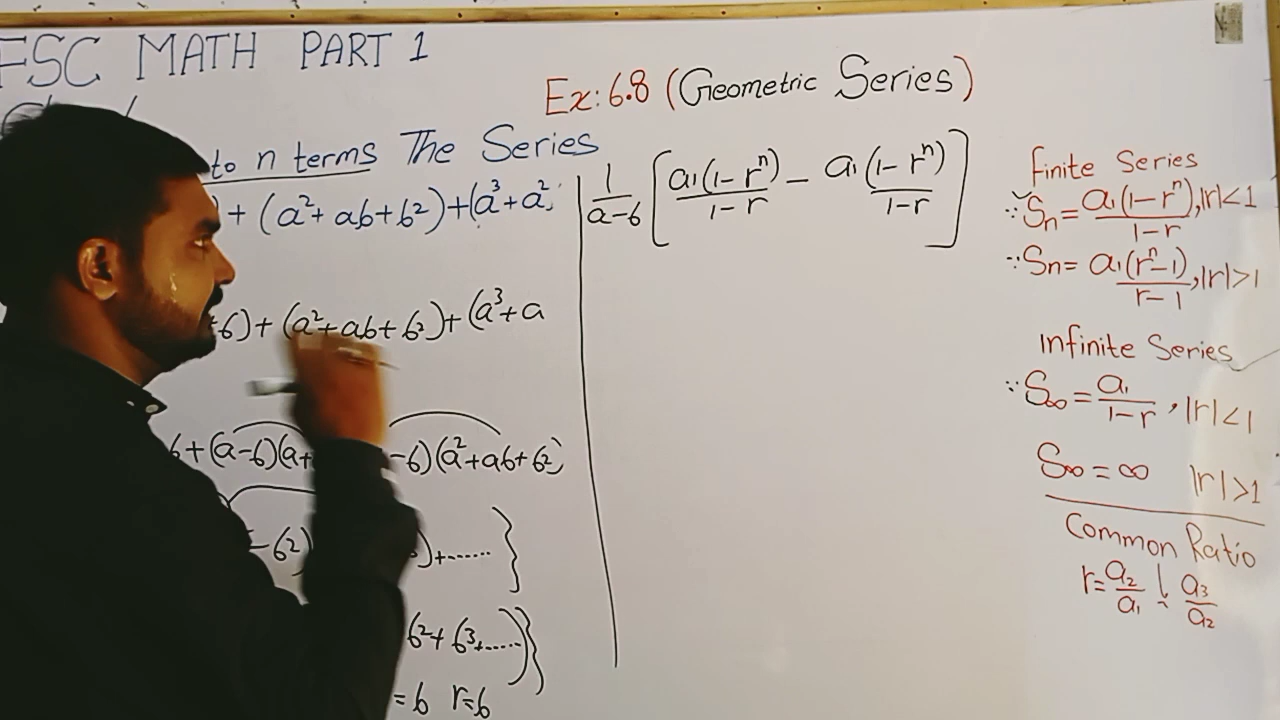 FSC MATH PART 1
Ex: 6.8 (Geometric Series)
to n terms The Series
) + (a² + ab + b²) + (a³ + a²
+b) + (a² + ab + b²) + (a³ + a
b + (a-b)(a+ -b)(a² + ab + b²)
- b²) ) + ...... }
b² + b³ + ......)}
= b r = b
1/(a-b) [ a₁(1-rⁿ)/(1-r) - a₁(1-rⁿ)/(1-r) ]
finite Series
∵ Sₙ = a₁(1-rⁿ)/(1-r), |r|<1
∵ Sn = a₁(rⁿ-1)/(r-1), |r|>1
Infinite Series
∵ S∞ = a₁/(1-r), |r|<1
S∞ = ∞ |r|>1
Common Ratio
r = a₂/a₁ a₃/a₂